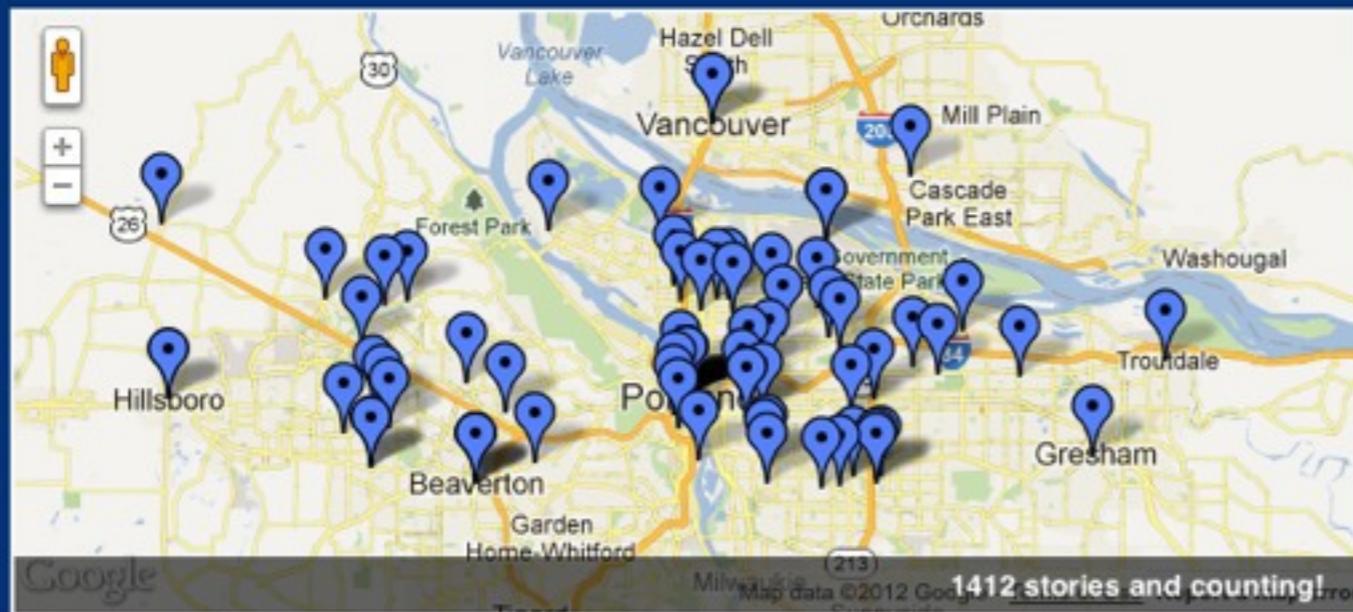 Orchards
Hazel Dell
Vancouver
Lake
30
Vancouver
Mill Plain
Cascade
Park East
26
Forest Park
Government
State Park
Washougal
84
Troutdale
Hillsboro
Gresham
Beaverton
Garden
Home-Whitford
213
Google
Milwaukie
Map data ©2012
1412 stories and counting!